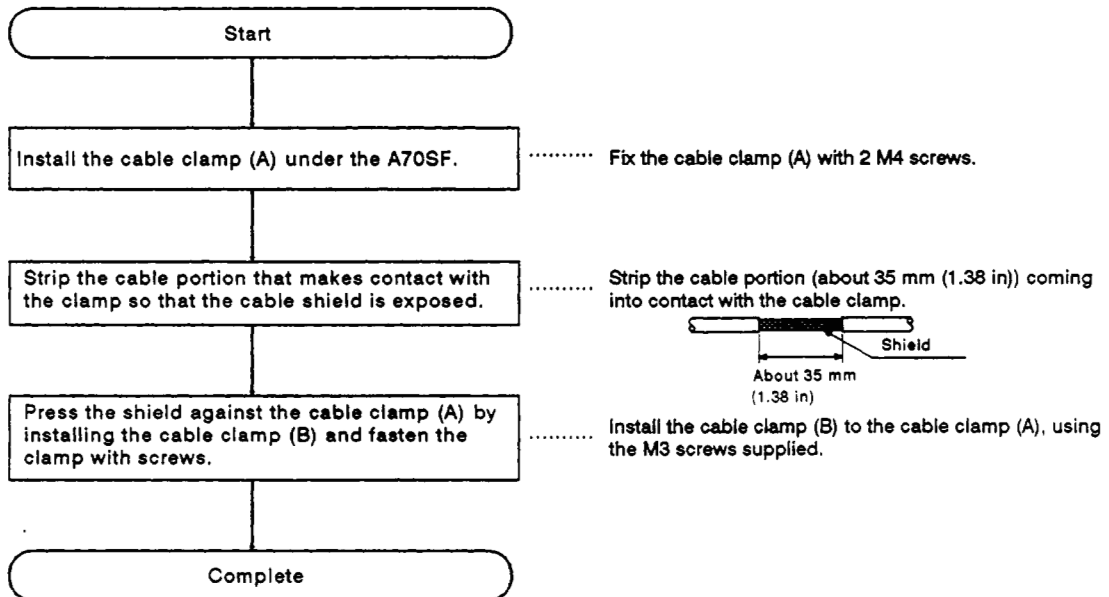 Start
Install the cable clamp (A) under the A70SF.
Fix the cable clamp (A) with 2 M4 screws.
Strip the cable portion that makes contact with
the clamp so that the cable shield is exposed.
Strip the cable portion (about 35 mm (1.38 in)) coming
into contact with the cable clamp.
Shield
About 35 mm
(1.38 in)
Press the shield against the cable clamp (A) by
installing the cable clamp (B) and fasten the
clamp with screws.
Install the cable clamp (B) to the cable clamp (A), using
the M3 screws supplied.
Complete